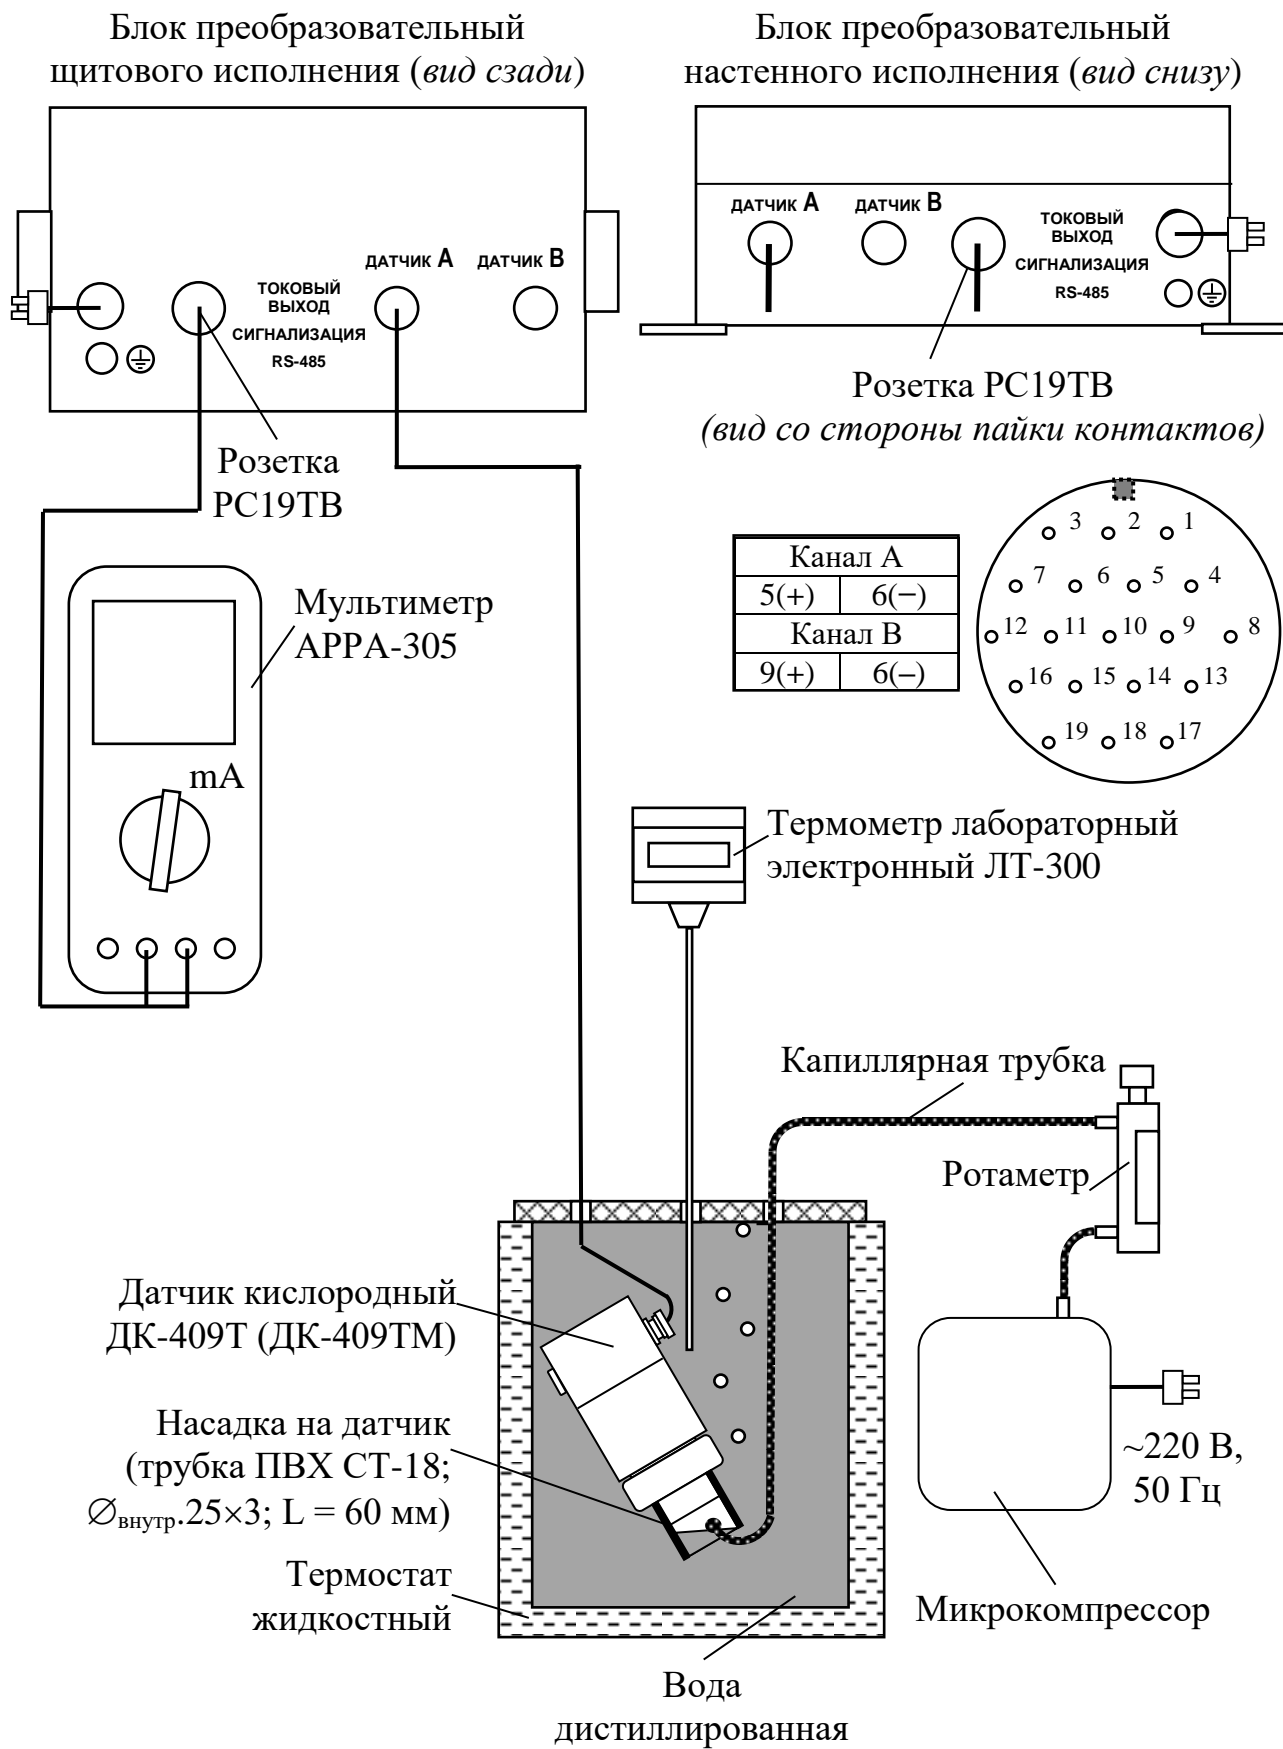 Блок преобразовательный
щитового исполнения (вид сзади)
Блок преобразовательный
настенного исполнения (вид снизу)
ДАТЧИК А
ДАТЧИК В
ТОКОВЫЙ
ВЫХОД
СИГНАЛИЗАЦИЯ
RS-485
ДАТЧИК А
ДАТЧИК В
ТОКОВЫЙ
ВЫХОД
СИГНАЛИЗАЦИЯ
RS-485
Розетка
РС19ТВ
Розетка РС19ТВ
(вид со стороны пайки контактов)
Канал А
5(+) 6(−)
Канал В
9(+) 6(–)
3 2 1
7 6 5 4
12 11 10 9 8
16 15 14 13
19 18 17
Мультиметр
АРРА-305
mA
Термометр лабораторный
электронный ЛТ-300
Капиллярная трубка
Ротаметр
Датчик кислородный
ДК-409Т (ДК-409ТМ)
Насадка на датчик
(трубка ПВХ СТ-18;
∅внутр.25×3; L = 60 мм)
~220 В,
50 Гц
Термостат
жидкостный
Микрокомпрессор
Вода
дистиллированная